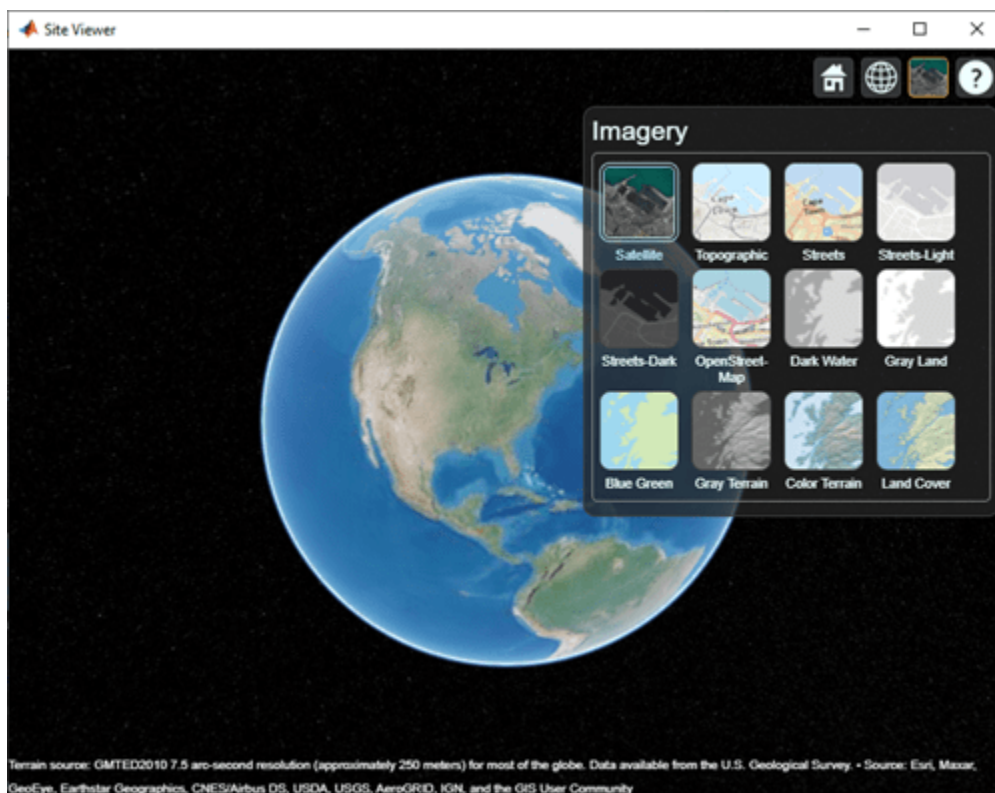 Site Viewer
?
Imagery
Cape Town
Satellite Topographic Streets Streets-Light
Streets-Dark OpenStreet-Map Dark Water Gray Land
Blue Green Gray Terrain Color Terrain Land Cover
Terrain source: GMTED2010 7.5 arc-second resolution (approximately 250 meters) for most of the globe. Data available from the U.S. Geological Survey. • Source: Esri, Maxar,
GeoEye, Earthstar Geographics, CNES/Airbus DS, USDA, USGS, AeroGRID, IGN, and the GIS User Community